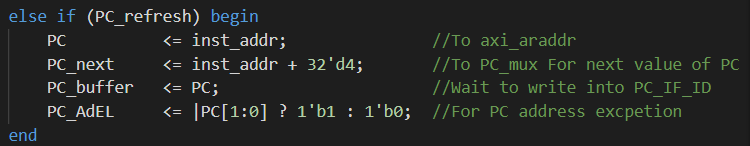 else if (PC_refresh) begin
PC <= inst_addr; //To axi_araddr
PC_next <= inst_addr + 32'd4; //To PC_mux For next value of PC
PC_buffer <= PC; //Wait to write into PC_IF_ID
PC_AdEL <= |PC[1:0] ? 1'b1 : 1'b0; //For PC address excpetion
end